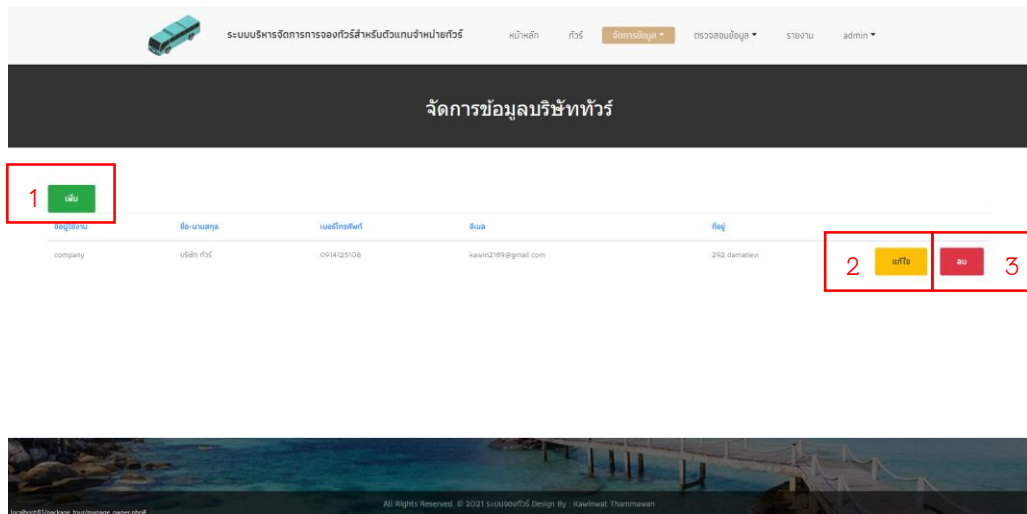 ระบบบริหารจัดการการจองทัวร์สำหรับตัวแทนจำหน่ายทัวร์ หน้าหลัก ทัวร์ จัดการข้อมูล ตรวจสอบข้อมูล รายงาน admin
จัดการข้อมูลบริษัททัวร์
1 เพิ่ม
ชื่อผู้ใช้งาน ชื่อ-นามสกุล เบอร์โทรศัพท์ อีเมล ที่อยู่
company บริษัท ทัวร์ 0914125108 kawin2189@gmail.com 292 damadevi 2 แก้ไข ลบ 3
All Rights Reserved. © 2021 ระบบจองทัวร์ Design By : Kawinwat Thammawan
localhost81/package_tour/manage_owner.php#